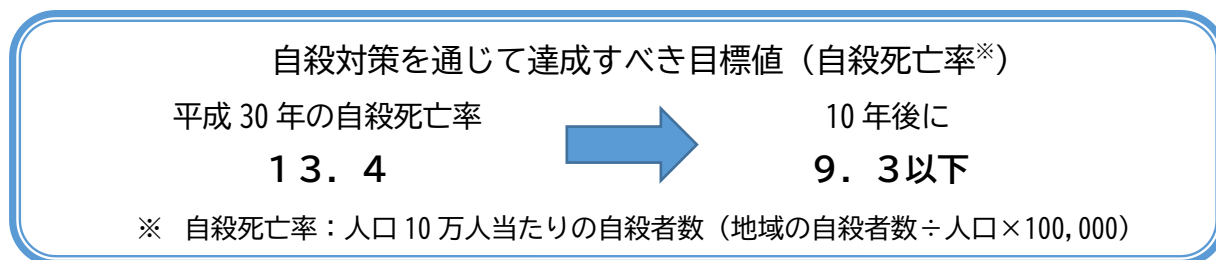 自殺対策を通じて達成すべき目標値（自殺死亡率※）
平成 30 年の自殺死亡率
１３．４
10 年後に
９．３以下
※ 自殺死亡率：人口 10 万人当たりの自殺者数（地域の自殺者数÷人口×100,000）